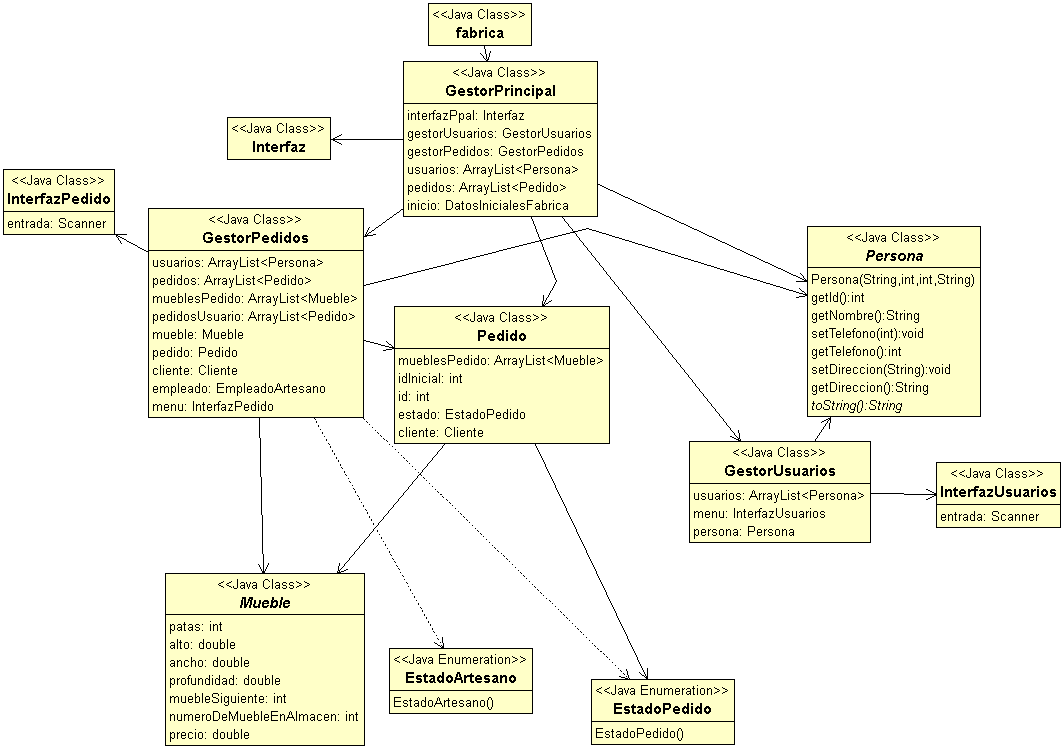 <<Java Class>>
fabrica
<<Java Class>>
GestorPrincipal
interfazPpal: Interfaz
gestorUsuarios: GestorUsuarios
gestorPedidos: GestorPedidos
usuarios: ArrayList<Persona>
pedidos: ArrayList<Pedido>
inicio: DatosInicialesFabrica
<<Java Class>>
Interfaz
<<Java Class>>
InterfazPedido
entrada: Scanner
<<Java Class>>
GestorPedidos
usuarios: ArrayList<Persona>
pedidos: ArrayList<Pedido>
mueblesPedido: ArrayList<Mueble>
pedidosUsuario: ArrayList<Pedido>
mueble: Mueble
pedido: Pedido
cliente: Cliente
empleado: EmpleadoArtesano
menu: InterfazPedido
<<Java Class>>
Persona
Persona(String,int,int,String)
getId():int
getNombre():String
setTelefono(int):void
getTelefono():int
setDireccion(String):void
getDireccion():String
toString():String
<<Java Class>>
Pedido
mueblesPedido: ArrayList<Mueble>
idInicial: int
id: int
estado: EstadoPedido
cliente: Cliente
<<Java Class>>
GestorUsuarios
usuarios: ArrayList<Persona>
menu: InterfazUsuarios
persona: Persona
<<Java Class>>
InterfazUsuarios
entrada: Scanner
<<Java Class>>
Mueble
patas: int
alto: double
ancho: double
profundidad: double
muebleSiguiente: int
numeroDeMuebleEnAlmacen: int
precio: double
<<Java Enumeration>>
EstadoArtesano
EstadoArtesano()
<<Java Enumeration>>
EstadoPedido
EstadoPedido()